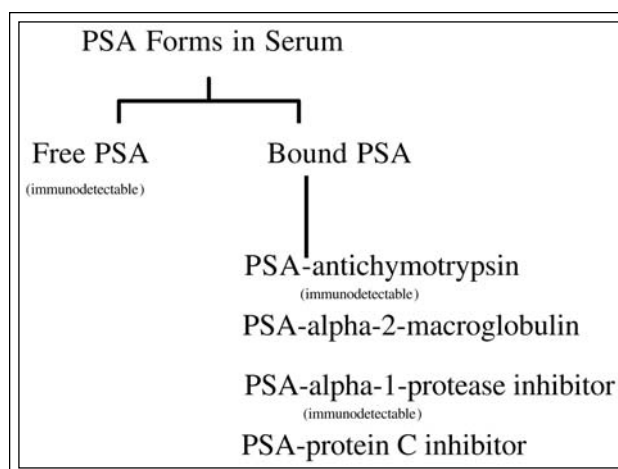 PSA Forms in Serum
Free PSA Bound PSA
(immunodetectable)
PSA-antichymotrypsin
(immunodetectable)
PSA-alpha-2-macroglobulin
PSA-alpha-1-protease inhibitor
(immunodetectable)
PSA-protein C inhibitor